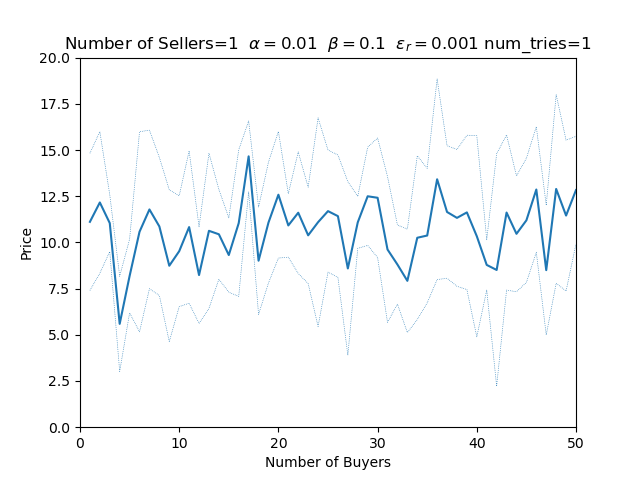 Number of Sellers=1 α = 0.01 β = 0.1 ε_r = 0.001 num_tries=1
20.0
17.5
15.0
12.5
10.0
7.5
5.0
2.5
0.0
Price
0 10 20 30 40 50
Number of Buyers